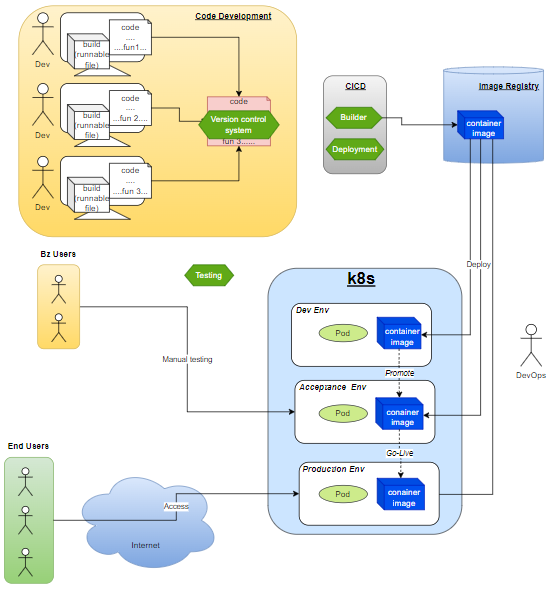 Code Development
code
....
....fun1...
build
(runnable
file)
Dev
code
....
...fun 2....
build
(runnable
file)
Dev
code
....
...fun 3...
build
(runnable
file)
Dev
code
Version control
system
fun 3......
CICD
Builder
Deployment
Image Registry
container
image
Deploy
Bz Users
Testing
Manual testing
k8s
Dev Env
Pod
container
image
Promote
Acceptance Env
Pod
conainer
image
Go-Live
Production Env
Pod
conainer
image
DevOps
End Users
Access
Internet